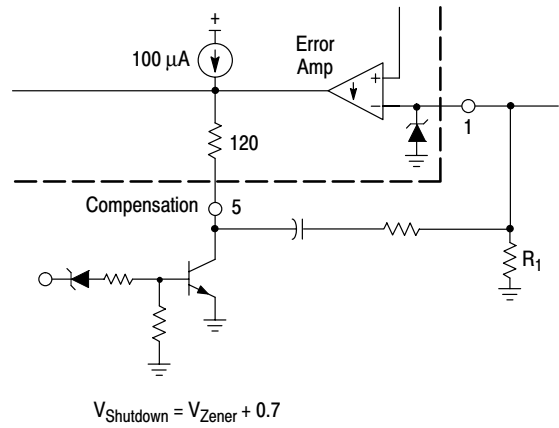 +
100 μA
Error
Amp
+
−
1
120
Compensation
5
R1
VShutdown = VZener + 0.7